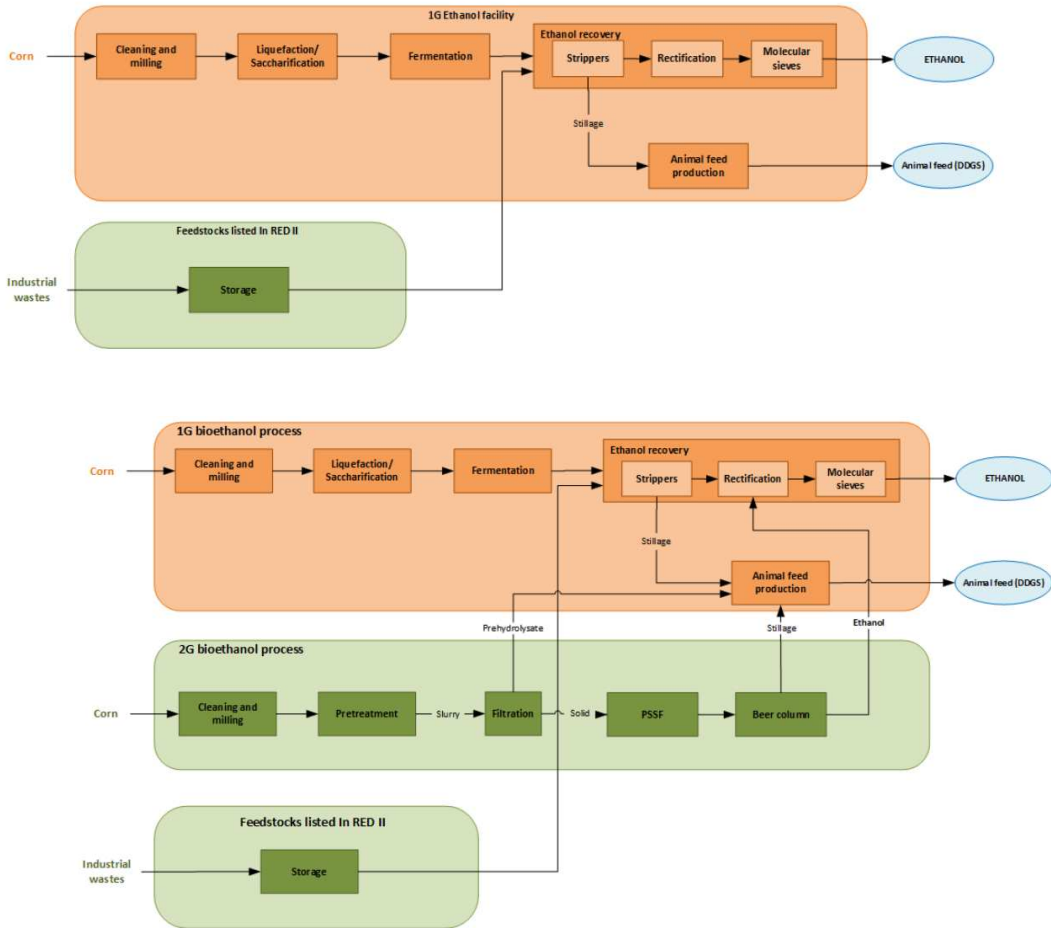 1G Ethanol facility
Corn
Cleaning and
milling
Liquefaction/
Saccharification
Fermentation
Ethanol recovery
Strippers
Rectification
Molecular
sieves
ETHANOL
Stillage
Animal feed
production
Animal feed (DDGS)
Feedstocks listed In RED II
Industrial
wastes
Storage
1G bioethanol process
Corn
Cleaning and
milling
Liquefaction/
Saccharification
Fermentation
Ethanol recovery
Strippers
Rectification
Molecular
sieves
ETHANOL
Stillage
Animal feed
production
Animal feed (DDGS)
Prehydrolysate
Stillage
Ethanol
2G bioethanol process
Corn
Cleaning and
milling
Pretreatment
Slurry
Filtration
Solid
PSSF
Beer column
Feedstocks listed In RED II
Industrial
wastes
Storage